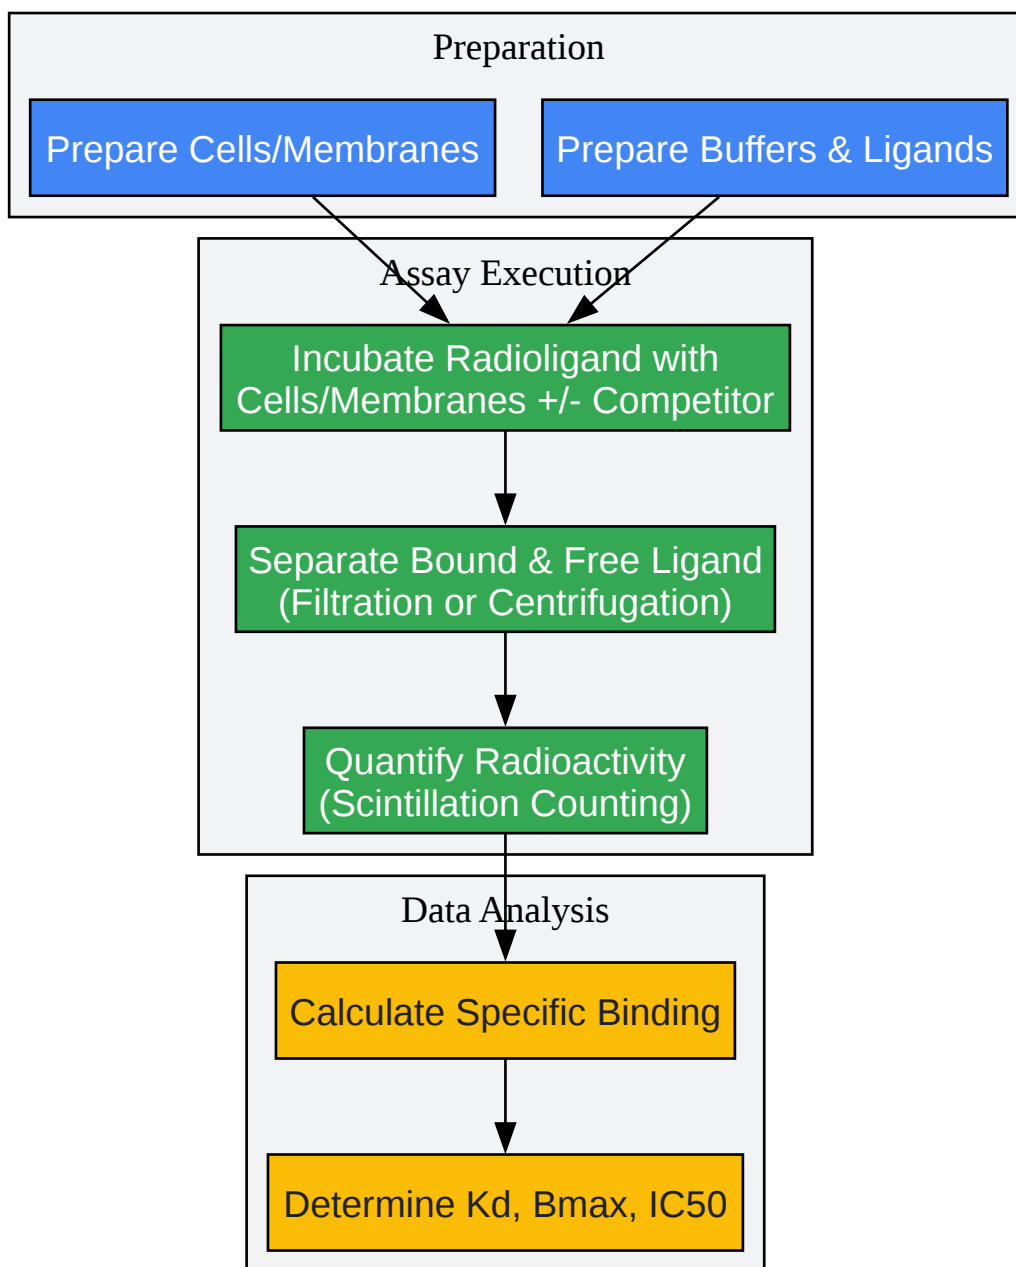 Preparation
Prepare Cells/Membranes
Prepare Buffers & Ligands
Assay Execution
Incubate Radioligand with
Cells/Membranes +/- Competitor
Separate Bound & Free Ligand
(Filtration or Centrifugation)
Quantify Radioactivity
(Scintillation Counting)
Data Analysis
Calculate Specific Binding
Determine Kd, Bmax, IC50